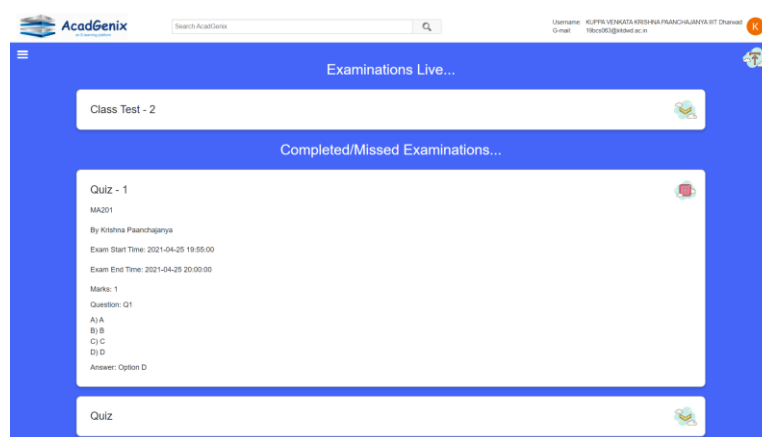 AcadGenix
Search AcadGenix
Username: KUPPA VENKATA KRISHNA PAANCHAJANYA IIIT Dharwad
G-mail: 19bcs063@iiitdwd.ac.in
K
Examinations Live...
Class Test - 2
Completed/Missed Examinations...
Quiz - 1
MA201
By Krishna Paanchajanya
Exam Start Time: 2021-04-25 19:55:00
Exam End Time: 2021-04-25 20:00:00
Marks: 1
Question: Q1
A) A
B) B
C) C
D) D
Answer: Option D
Quiz